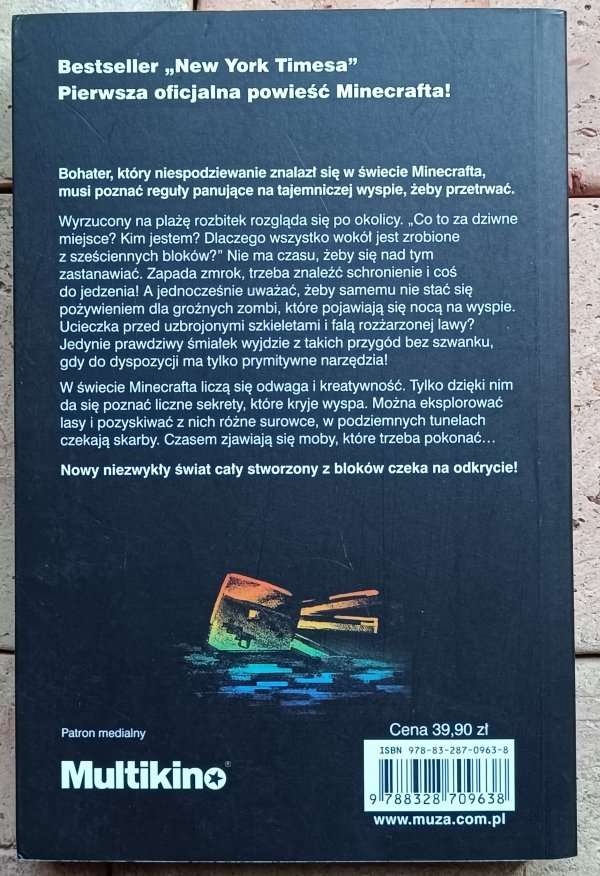 Bestseller „New York Timesa”
Pierwsza oficjalna powieść Minecrafta!
Bohater, który niespodziewanie znalazł się w świecie Minecrafta,
musi poznać reguły panujące na tajemniczej wyspie, żeby przetrwać.
Wyrzucony na plażę rozbitek rozgląda się po okolicy. „Co to za dziwne
miejsce? Kim jestem? Dlaczego wszystko wokół jest zrobione
z sześciennych bloków?” Nie ma czasu, żeby się nad tym
zastanawiać. Zapada zmrok, trzeba znaleźć schronienie i coś
do jedzenia! A jednocześnie uważać, żeby samemu nie stać się
pożywieniem dla groźnych zombi, które pojawiają się nocą na wyspie.
Ucieczka przed uzbrojonymi szkieletami i falą rozżarzonej lawy?
Jedynie prawdziwy śmiałek wyjdzie z takich przygód bez szwanku,
gdy do dyspozycji ma tylko prymitywne narzędzia!
W świecie Minecrafta liczą się odwaga i kreatywność. Tylko dzięki nim
da się poznać liczne sekrety, które kryje wyspa. Można eksplorować
lasy i pozyskiwać z nich różne surowce, w podziemnych tunelach
czekają skarby. Czasem zjawiają się moby, które trzeba pokonać…
Nowy niezwykły świat cały stworzony z bloków czeka na odkrycie!
Patron medialny
Multikino®
Cena 39,90 zł
ISBN 978-83-287-0963-8
9 788328 709638
www.muza.com.pl